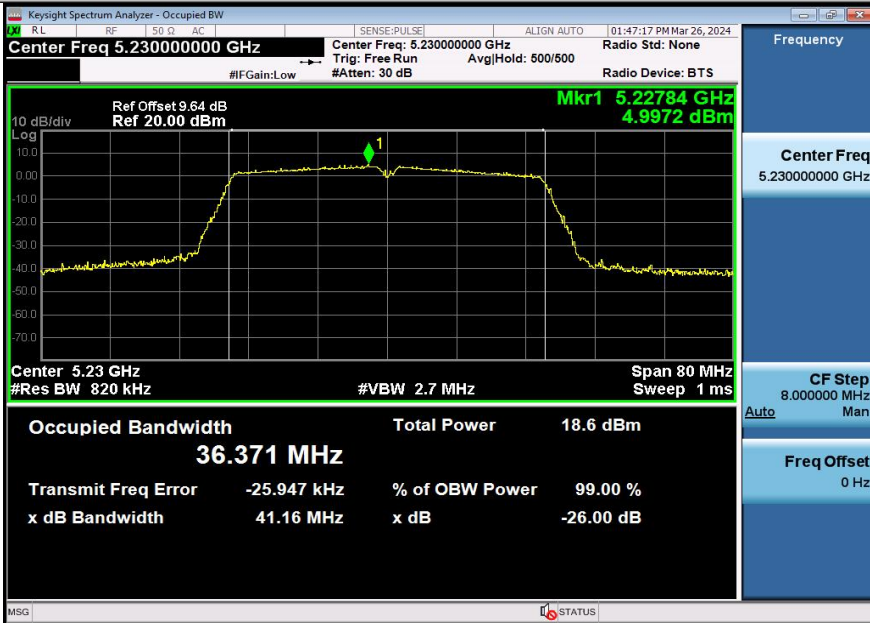 Keysight Spectrum Analyzer - Occupied BW
LXI RL RF 50 Ω AC SENSE:PULSE ALIGN AUTO 01:47:17 PM Mar 26, 2024
Center Freq 5.230000000 GHz
Center Freq: 5.230000000 GHz
Radio Std: None
Trig: Free Run Avg|Hold: 500/500
#IFGain:Low
#Atten: 30 dB
Radio Device: BTS
Frequency
Ref Offset 9.64 dB
Mkr1 5.22784 GHz
10 dB/div Ref 20.00 dBm
4.9972 dBm
Log
1
10.0
0.00
-10.0
-20.0
-30.0
-40.0
-50.0
-60.0
-70.0
Center 5.23 GHz
Span 80 MHz
#Res BW 820 kHz
#VBW 2.7 MHz
Sweep 1 ms
Center Freq
5.230000000 GHz
CF Step
8.000000 MHz
Auto Man
Freq Offset
0 Hz
Occupied Bandwidth
Total Power 18.6 dBm
36.371 MHz
Transmit Freq Error -25.947 kHz
% of OBW Power 99.00 %
x dB Bandwidth 41.16 MHz
x dB -26.00 dB
MSG
STATUS